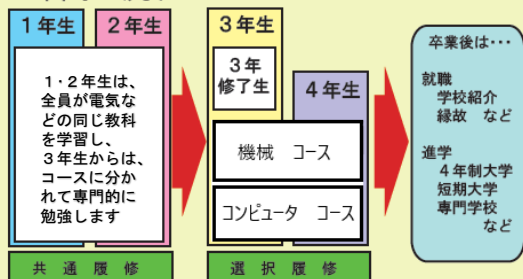 1年生
2年生
1・2年生は、
全員が電気な
どの同じ教科
を学習し、
3年生からは、
コースに分か
れて専門的に
勉強します
共通履修
3年生
3年
修了生
4年生
機械 コース
コンピュータ コース
選択履修
卒業後は…
就職
学校紹介
縁故 など
進学
4年制大学
短期大学
専門学校
など